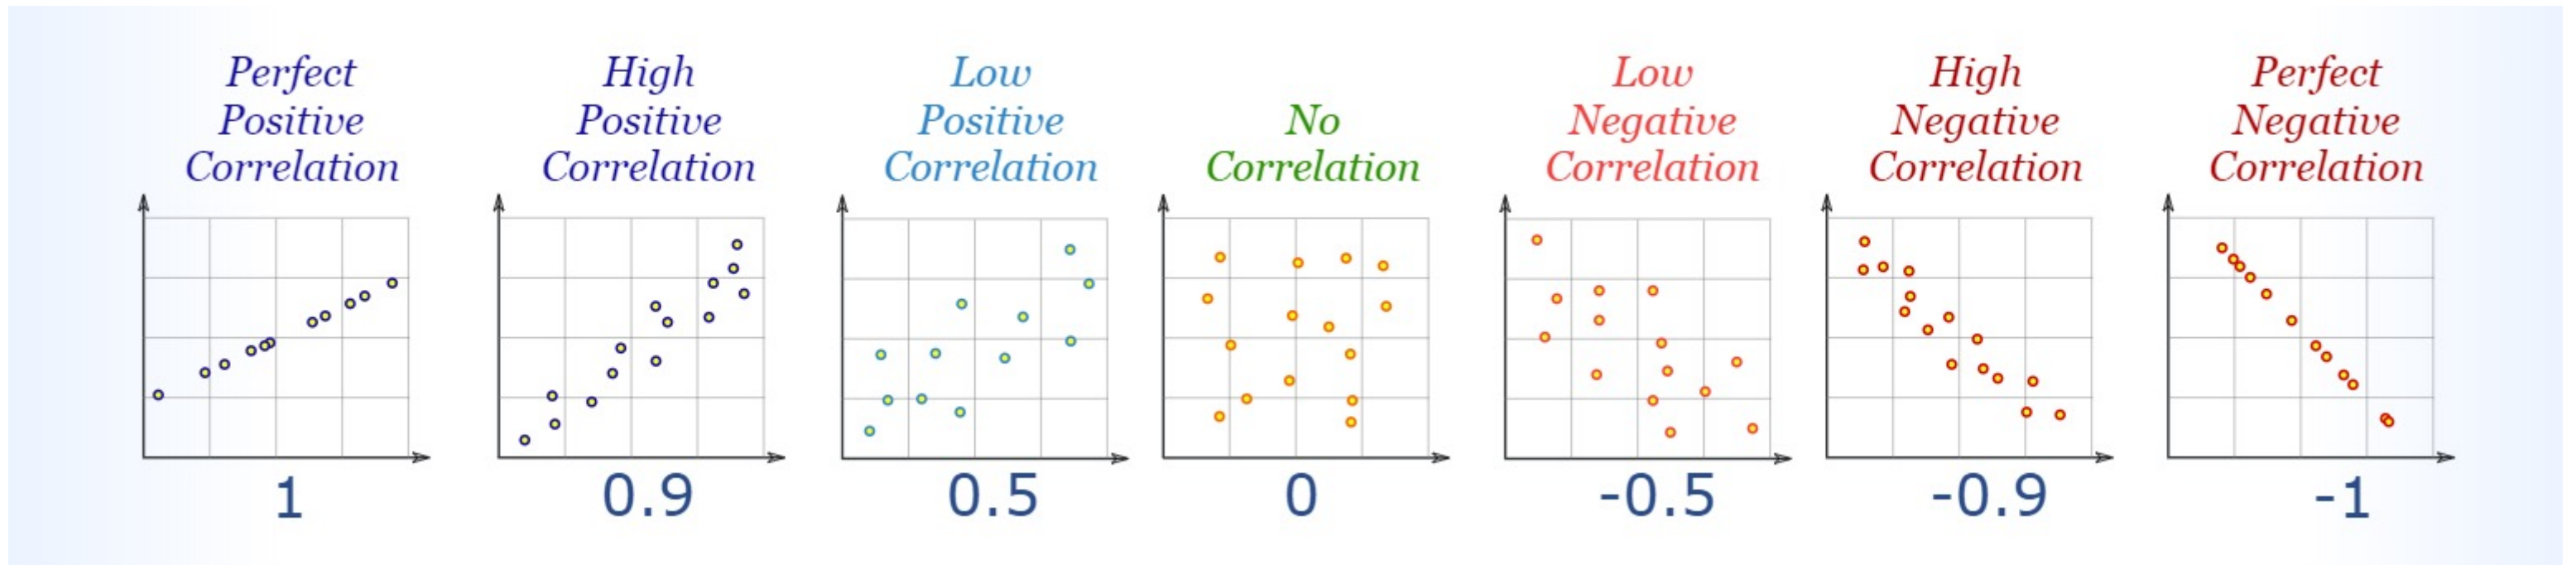 Perfect
Positive
Correlation
High
Positive
Correlation
Low
Positive
Correlation
No
Correlation
Low
Negative
Correlation
High
Negative
Correlation
Perfect
Negative
Correlation
1
0.9
0.5
0
-0.5
-0.9
-1